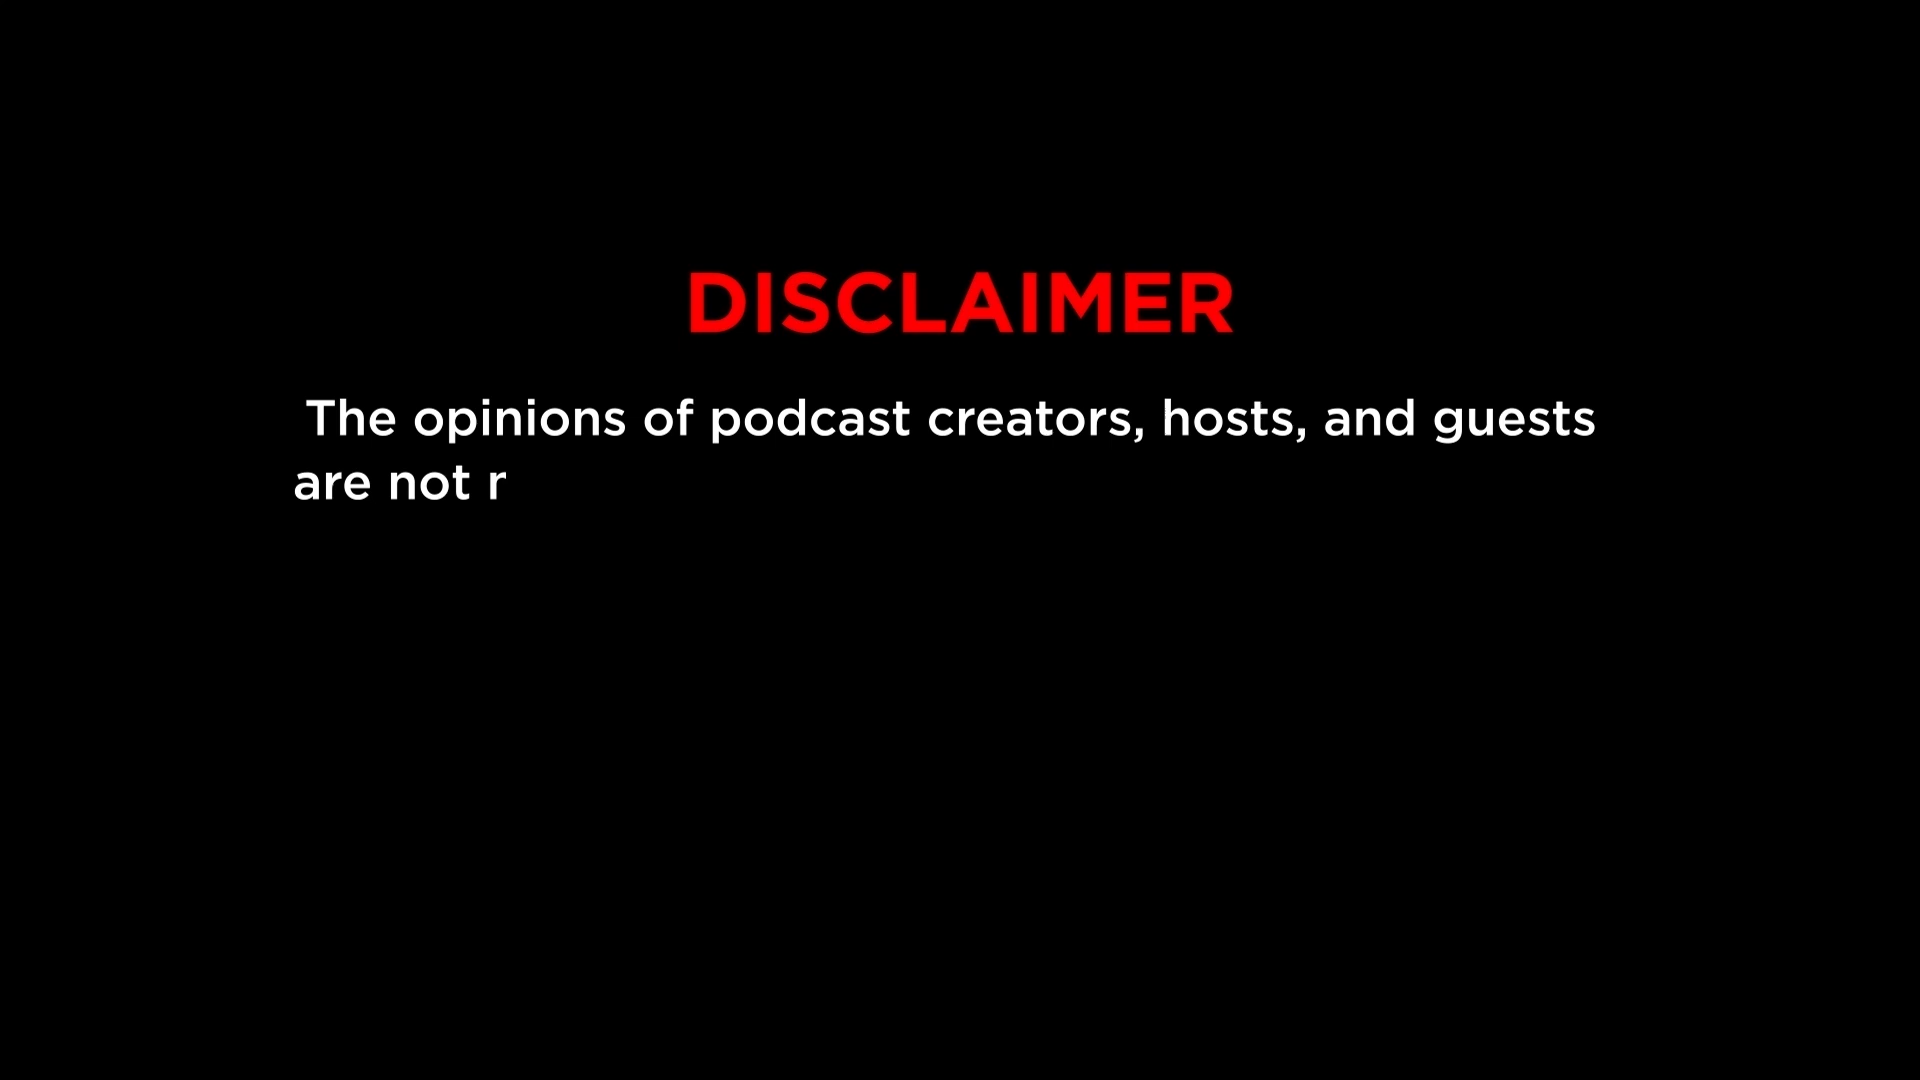 DISCLAIMER
The opinions of podcast creators, hosts, and guests
are not r